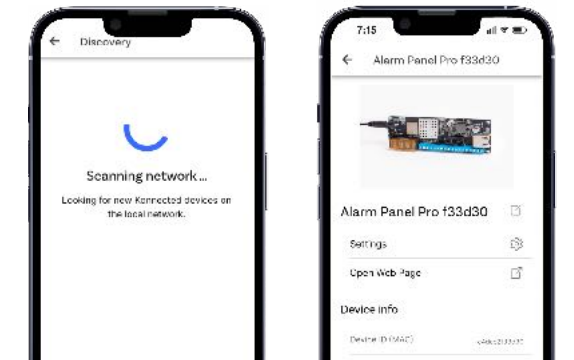 Discovery
Scanning network...
Looking for new Konnected devices on
the local network.
7:15
Alarm Panel Pro f33d30
Alarm Panel Pro f33d30
Settings
Open Web Page
Device info
Device ID (MAC)